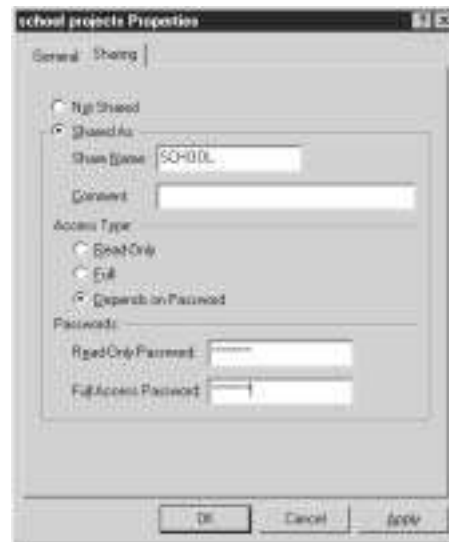 school projects Properties
General Sharing
Not Shared
Shared As
Share Name: SCHOOL
Comment:
Access Type:
Read-Only
Full
Depends on Password
Passwords:
Read-Only Password:
Full Access Password:
OK Cancel Apply